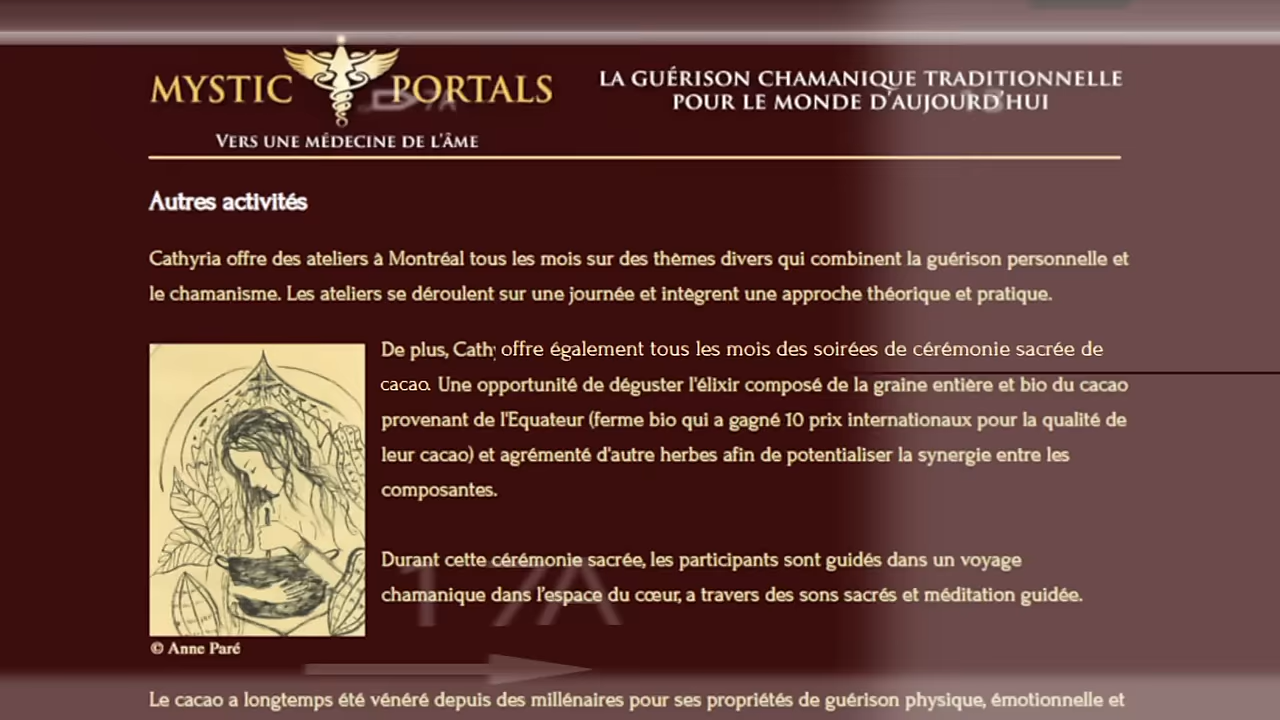 MYSTIC PORTALS
VERS UNE MÉDECINE DE L'ÂME
LA GUÉRISON CHAMANIQUE TRADITIONNELLE
POUR LE MONDE D'AUJOURD'HUI
Autres activités
Cathyria offre des ateliers à Montréal tous les mois sur des thèmes divers qui combinent la guérison personnelle et
le chamanisme. Les ateliers se déroulent sur une journée et intègrent une approche théorique et pratique.
De plus, Cathy offre également tous les mois des soirées de cérémonie sacrée de
cacao. Une opportunité de déguster l'élixir composé de la graine entière et bio du cacao
provenant de l'Equateur (ferme bio qui a gagné 10 prix internationaux pour la qualité de
leur cacao) et agrémenté d'autre herbes afin de potentialiser la synergie entre les
composantes.
Durant cette cérémonie sacrée, les participants sont guidés dans un voyage
chamanique dans l'espace du cœur, a travers des sons sacrés et méditation guidée.
17A
© Anne Paré
Le cacao a longtemps été vénéré depuis des millénaires pour ses propriétés de guérison physique, émotionnelle et